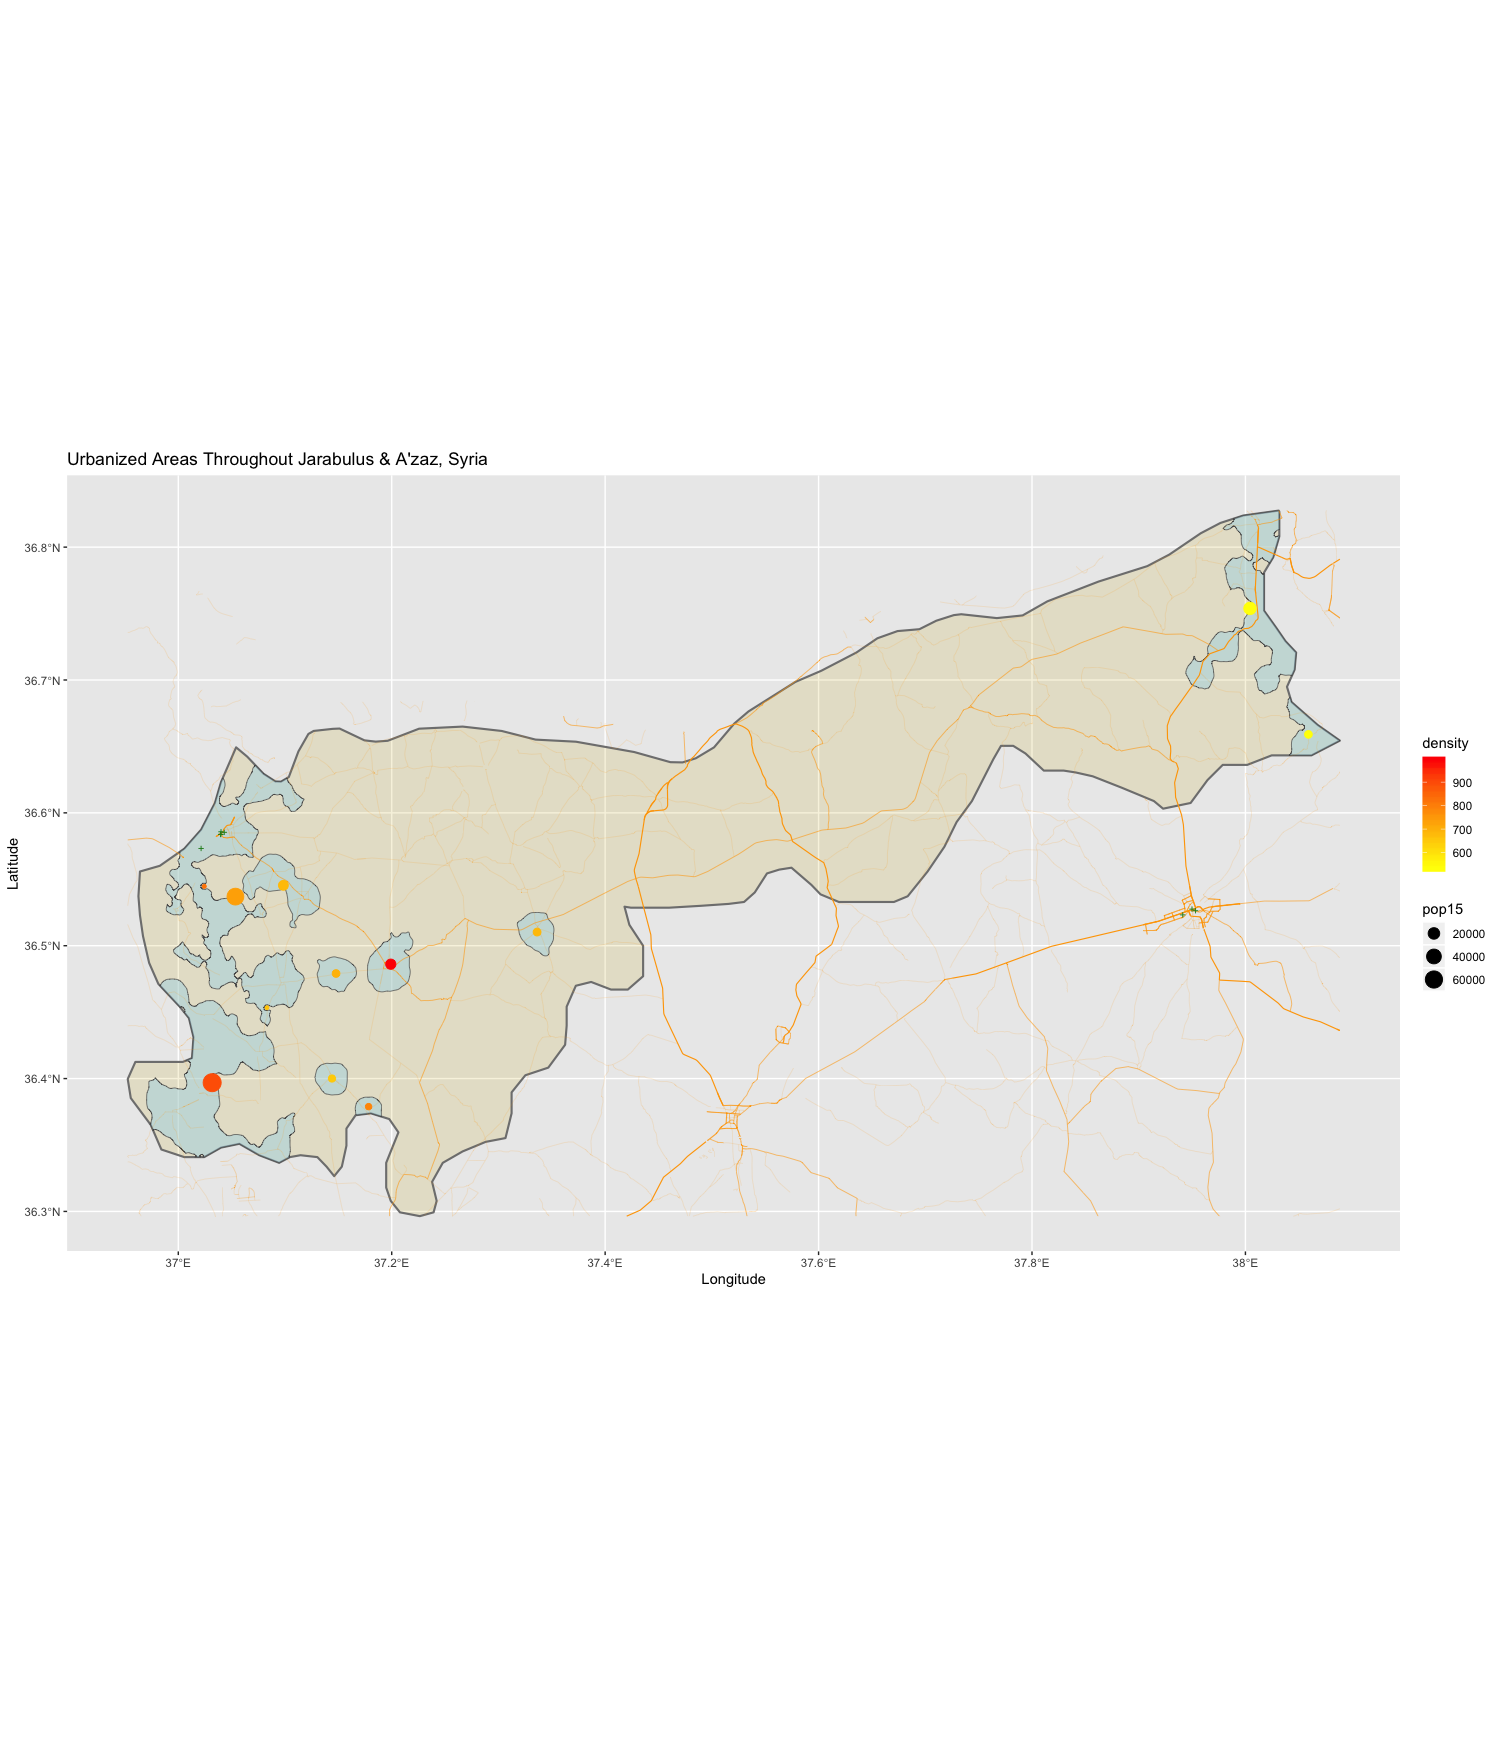 Urbanized Areas Throughout Jarabulus & A'zaz, Syria
36.8°N
36.7°N
36.6°N
36.5°N
36.4°N
36.3°N
Latitude
37°E
37.2°E
37.4°E
37.6°E
37.8°E
38°E
Longitude
density
900
800
700
600
pop15
20000
40000
60000